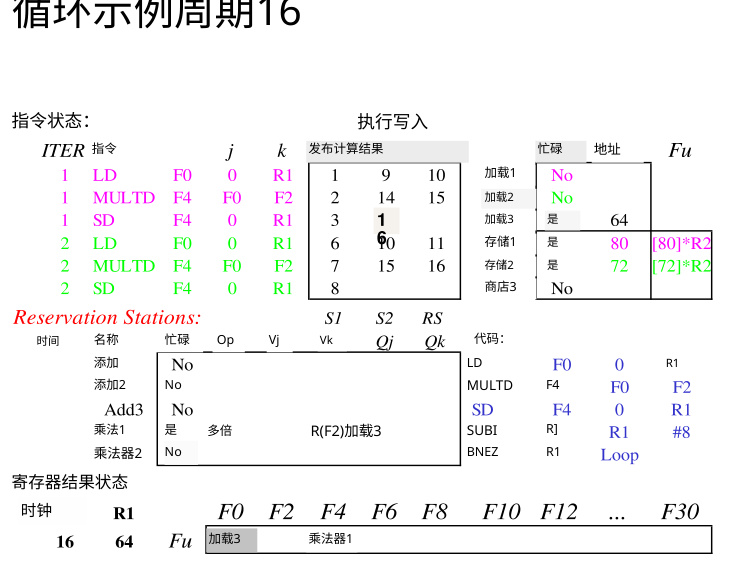 循环示例周期16
指令状态： 执行写入
ITER 指令 j k 发布计算结果 忙碌 地址 Fu
1 LD F0 0 R1 1 9 10 加载1 No
1 MULTD F4 F0 F2 2 14 15 加载2 No
1 SD F4 0 R1 3 16 加载3 是 64
2 LD F0 0 R1 6 10 11 存储1 是 80 [80]*R2
2 MULTD F4 F0 F2 7 15 16 存储2 是 72 [72]*R2
2 SD F4 0 R1 8 商店3 No
Reservation Stations: S1 S2 RS
时间 名称 忙碌 Op Vj Vk Qj Qk 代码：
添加 No LD F0 0 R1
添加2 No MULTD F4 F0 F2
Add3 No SD F4 0 R1
乘法1 是 多倍 R(F2)加载3 SUBI R] R1 #8
乘法器2 No BNEZ R1 Loop
寄存器结果状态
时钟 R1 F0 F2 F4 F6 F8 F10 F12 ... F30
16 64 Fu 加载3 乘法器1